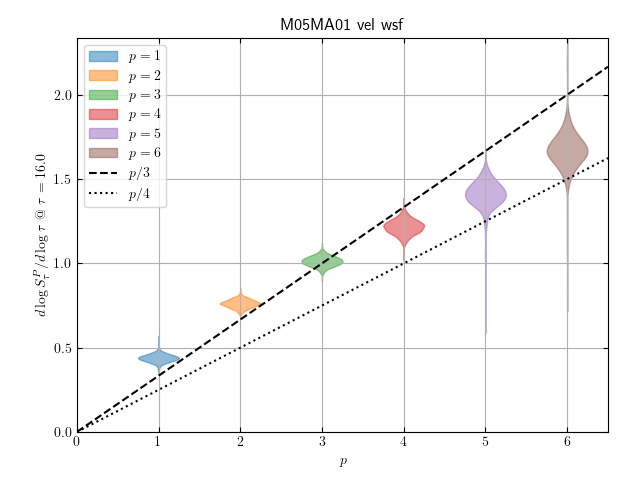 M05MA01 vel wsf
d log S_τ^P / d log τ @ τ = 16.0
2.0
1.5
1.0
0.5
0.0
p = 1
p = 2
p = 3
p = 4
p = 5
p = 6
p/3
p/4
0 1 2 3 4 5 6
p